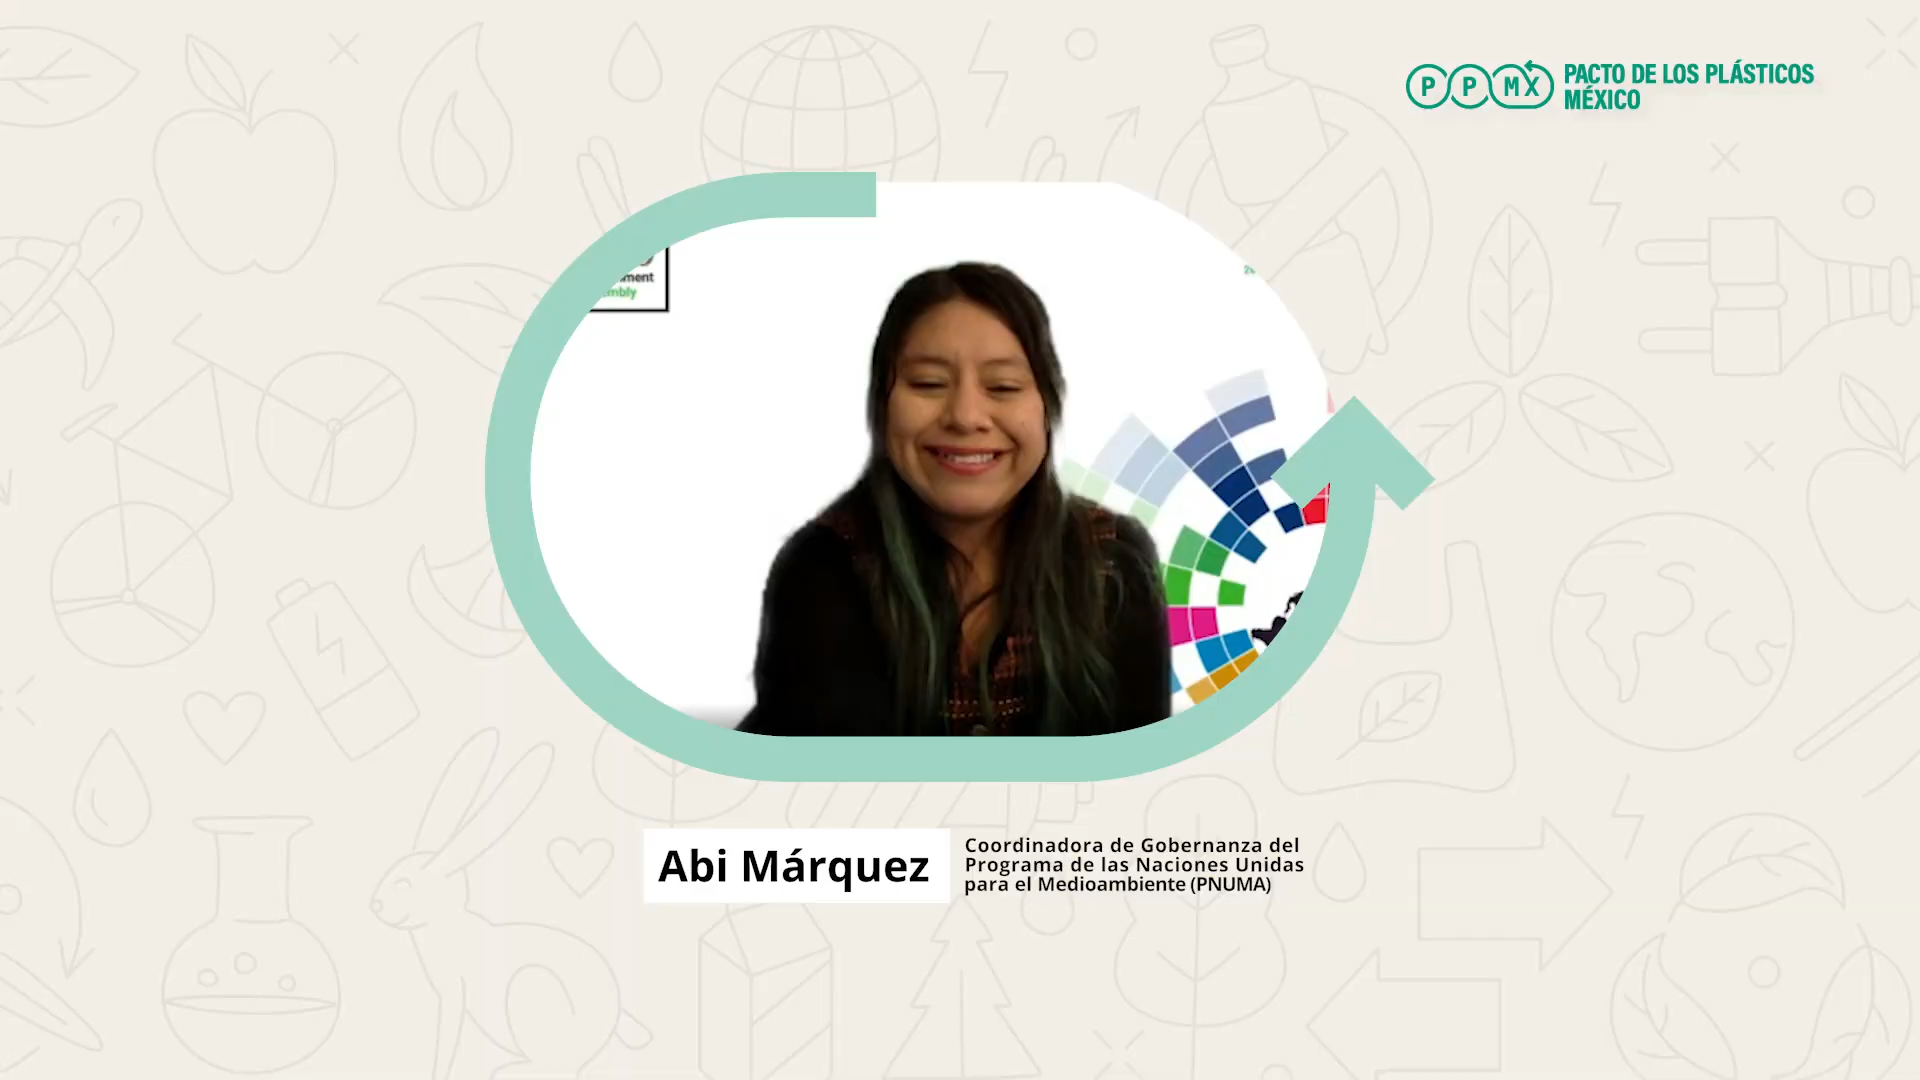 P P MX
PACTO DE LOS PLÁSTICOS
MÉXICO
Abi Márquez
Coordinadora de Gobernanza del
Programa de las Naciones Unidas
para el Medioambiente (PNUMA)